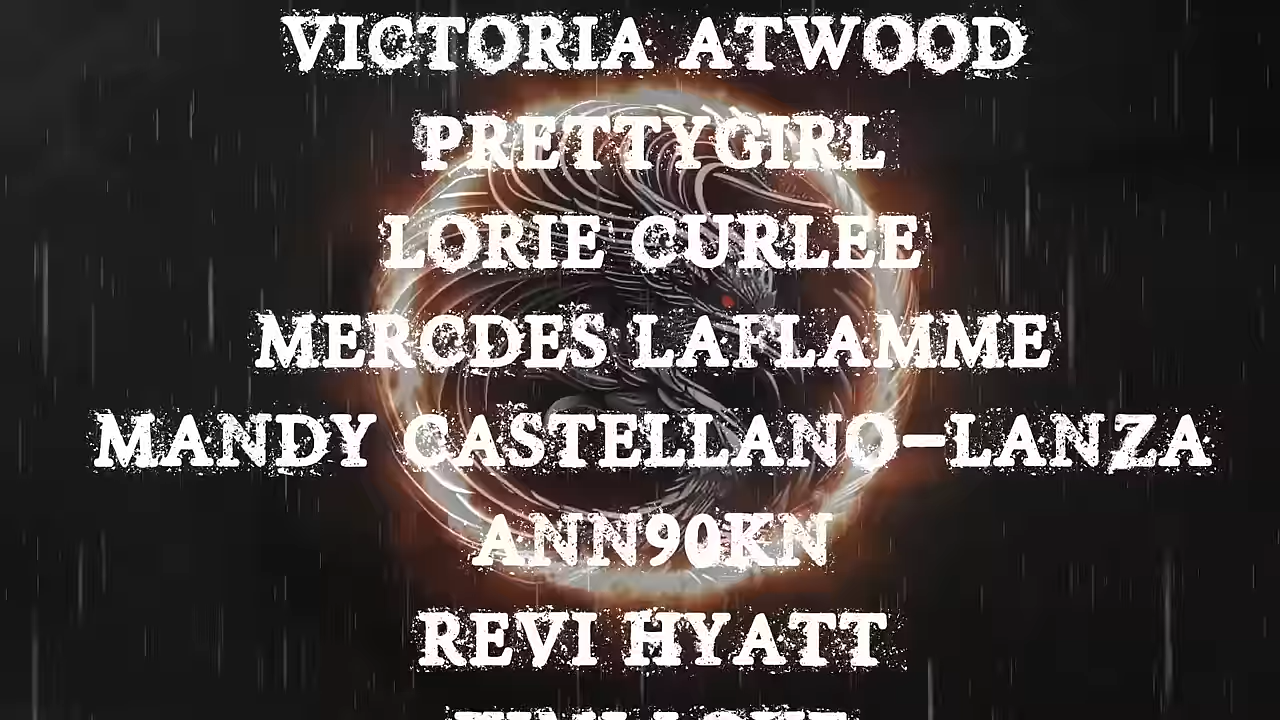 VICTORIA ATWOOD
PRETTYGIRL
LORIE CURLEE
MERCDES LAFLAMME
MANDY CASTELLANO-LANZA
ANN90KN
REVI HYATT